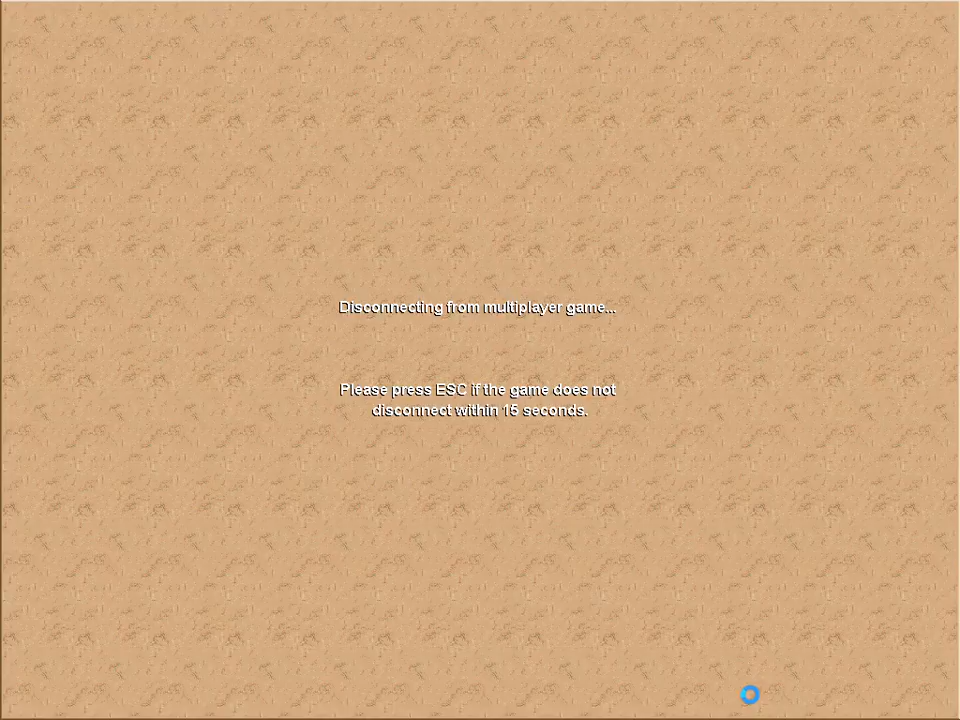 Disconnecting from multiplayer game...
Please press ESC if the game does not
disconnect within 15 seconds.